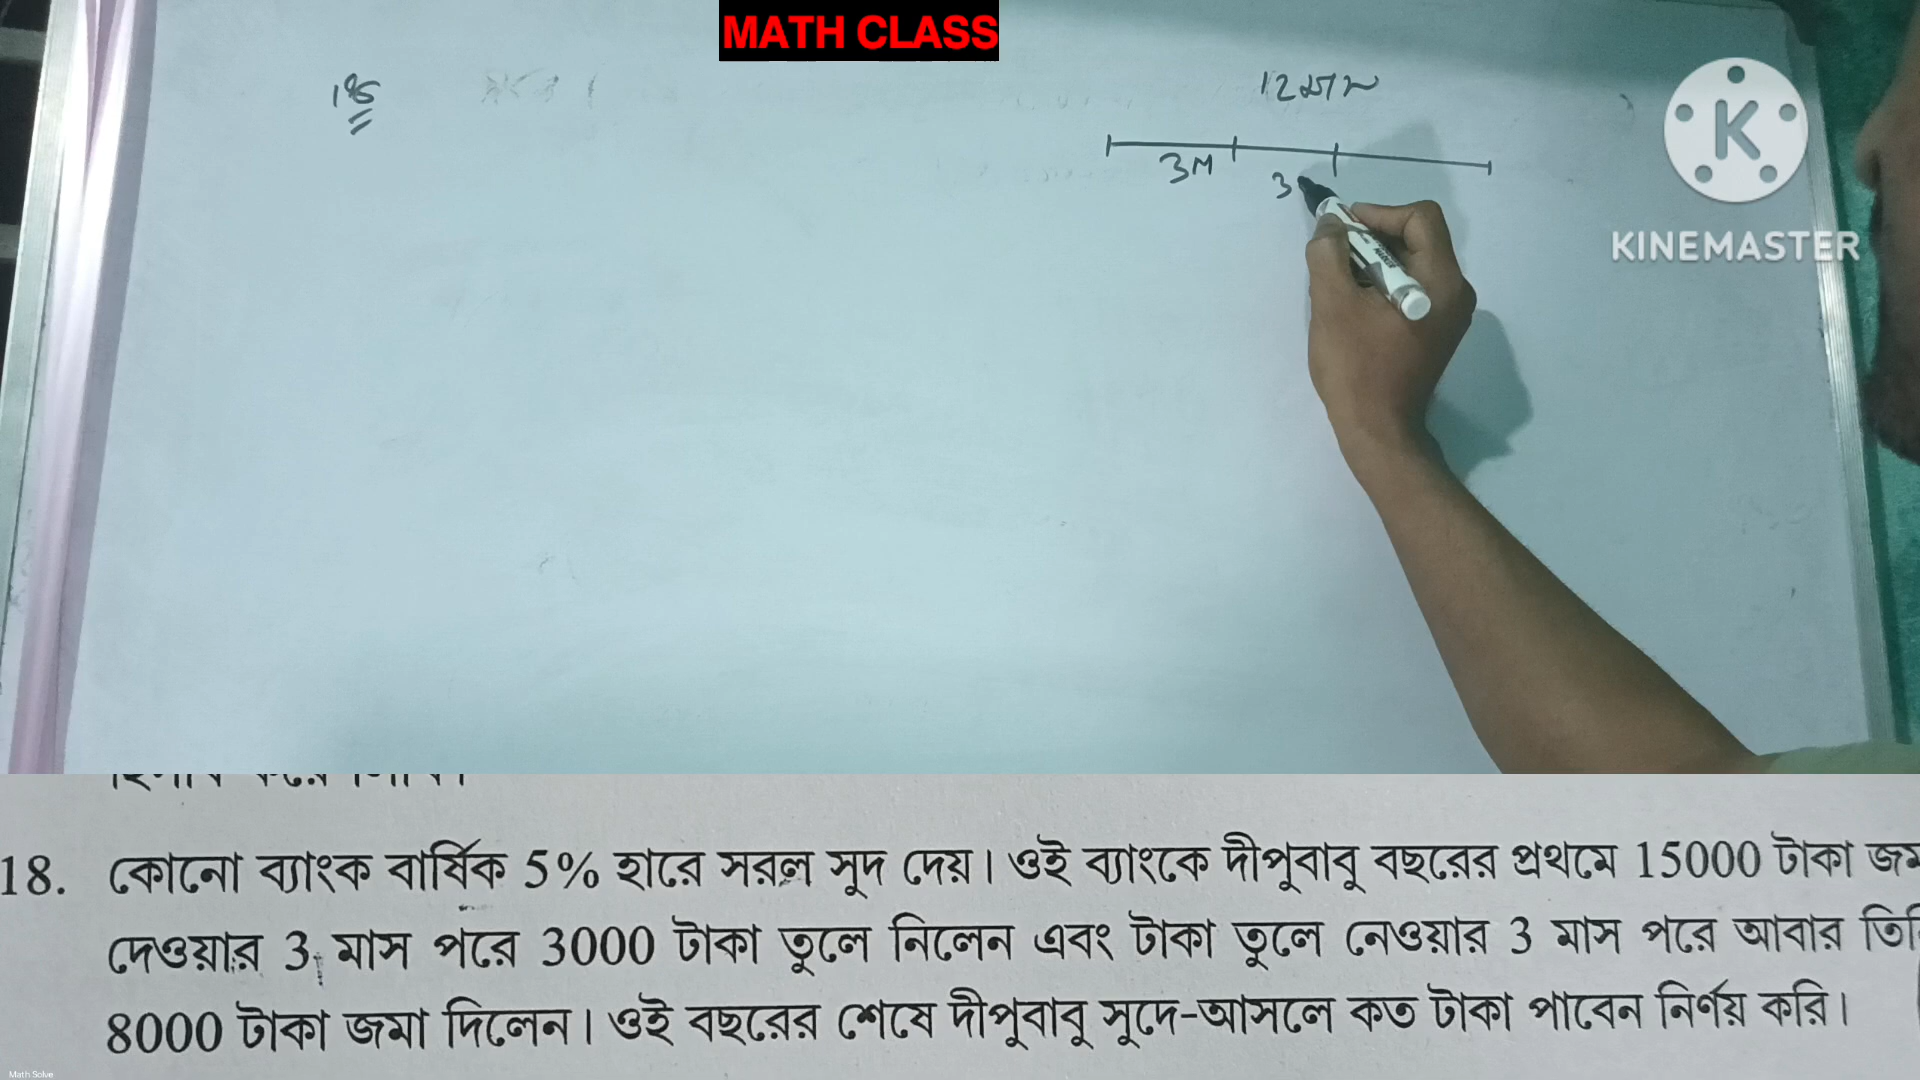 MATH CLASS
18
12 মাস
3M
3
KINEMASTER
18. কোনো ব্যাংক বার্ষিক 5% হারে সরল সুদ দেয়। ওই ব্যাংকে দীপুবাবু বছরের প্রথমে 15000 টাকা
দেওয়ার 3 মাস পরে 3000 টাকা তুলে নিলেন এবং টাকা তুলে নেওয়ার 3 মাস পরে আবার
8000 টাকা জমা দিলেন। ওই বছরের শেষে দীপুবাবু সুদে-আসলে কত টাকা পাবেন নির্ণয় করি।
Math Solve